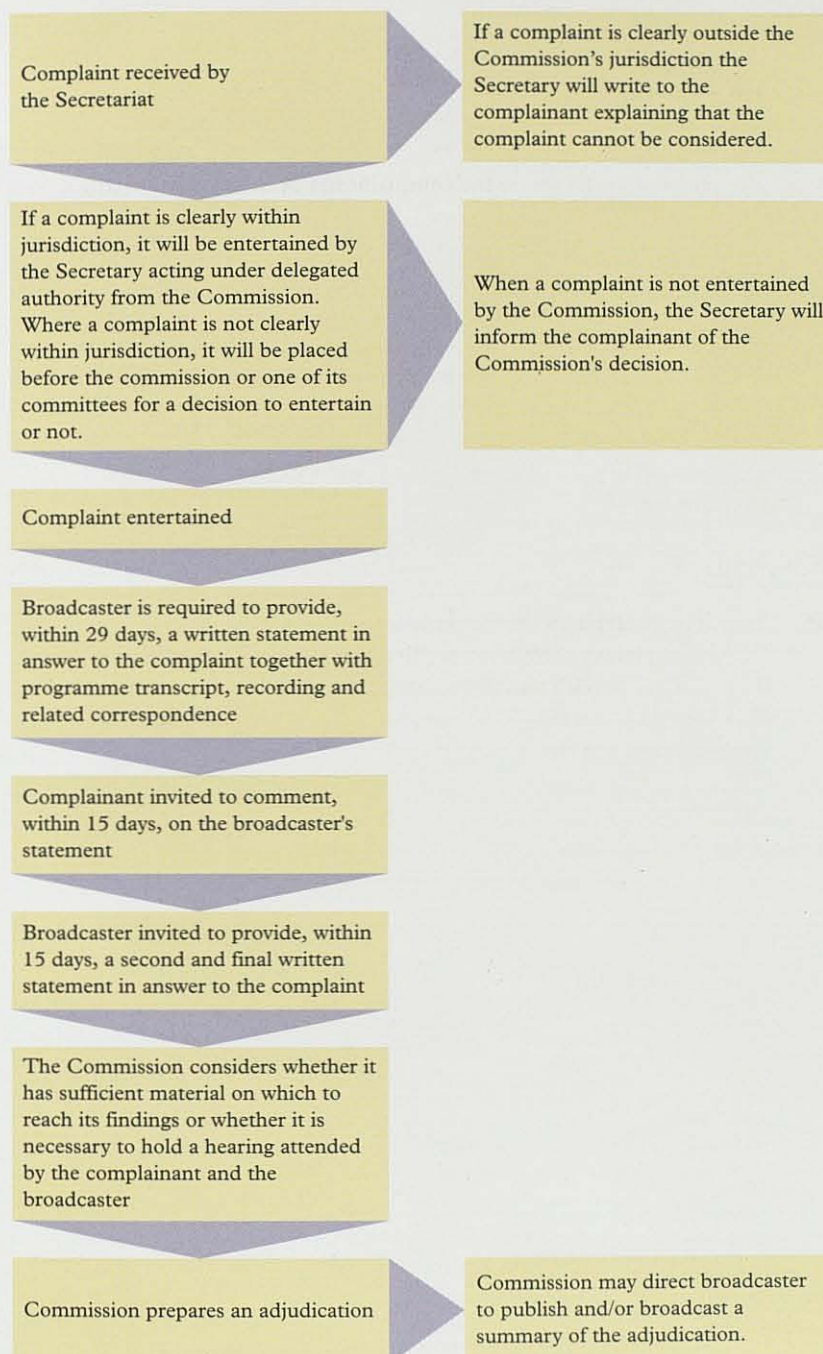 Complaint received by
the Secretariat
If a complaint is clearly outside the
Commission's jurisdiction the
Secretary will write to the
complainant explaining that the
complaint cannot be considered.
If a complaint is clearly within
jurisdiction, it will be entertained by
the Secretary acting under delegated
authority from the Commission.
Where a complaint is not clearly
within jurisdiction, it will be placed
before the commission or one of its
committees for a decision to entertain
or not.
When a complaint is not entertained
by the Commission, the Secretary will
inform the complainant of the
Commission's decision.
Complaint entertained
Broadcaster is required to provide,
within 29 days, a written statement in
answer to the complaint together with
programme transcript, recording and
related correspondence
Complainant invited to comment,
within 15 days, on the broadcaster's
statement
Broadcaster invited to provide, within
15 days, a second and final written
statement in answer to the complaint
The Commission considers whether it
has sufficient material on which to
reach its findings or whether it is
necessary to hold a hearing attended
by the complainant and the
broadcaster
Commission prepares an adjudication
Commission may direct broadcaster
to publish and/or broadcast a
summary of the adjudication.